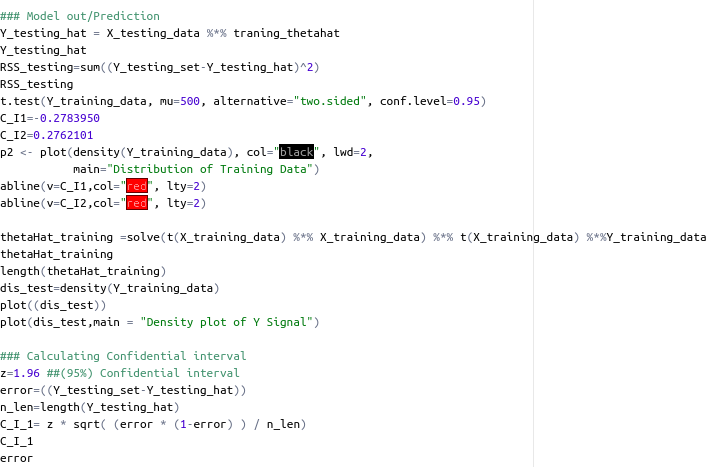 ### Model out/Prediction
Y_testing_hat = X_testing_data %*% traning_thetahat
Y_testing_hat
RSS_testing=sum((Y_testing_set-Y_testing_hat)^2)
RSS_testing
t.test(Y_training_data, mu=500, alternative="two.sided", conf.level=0.95)
C_I1=-0.2783950
C_I2=0.2762101
p2 <- plot(density(Y_training_data), col="black", lwd=2,
main="Distribution of Training Data")
abline(v=C_I1,col="red", lty=2)
abline(v=C_I2,col="red", lty=2)
thetaHat_training =solve(t(X_training_data) %*% X_training_data) %*% t(X_training_data) %*%Y_training_data
thetaHat_training
length(thetaHat_training)
dis_test=density(Y_training_data)
plot((dis_test))
plot(dis_test,main = "Density plot of Y Signal")
### Calculating Confidential interval
z=1.96 ##(95%) Confidential interval
error=((Y_testing_set-Y_testing_hat))
n_len=length(Y_testing_hat)
C_I_1= z * sqrt( (error * (1-error) ) / n_len)
C_I_1
error